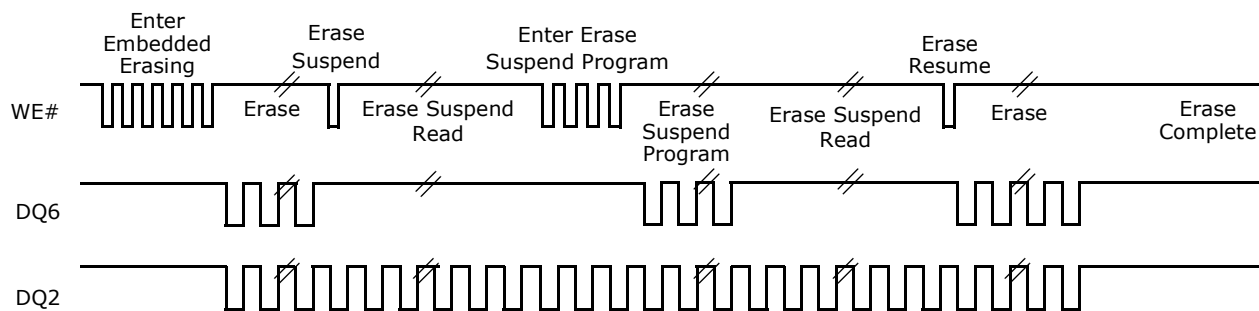 Enter
Embedded
Erasing
Erase
Suspend
Enter Erase
Suspend Program
Erase
Resume
WE#
Erase
Erase Suspend
Read
Erase
Suspend
Program
Erase Suspend
Read
Erase
Erase
Complete
DQ6
DQ2